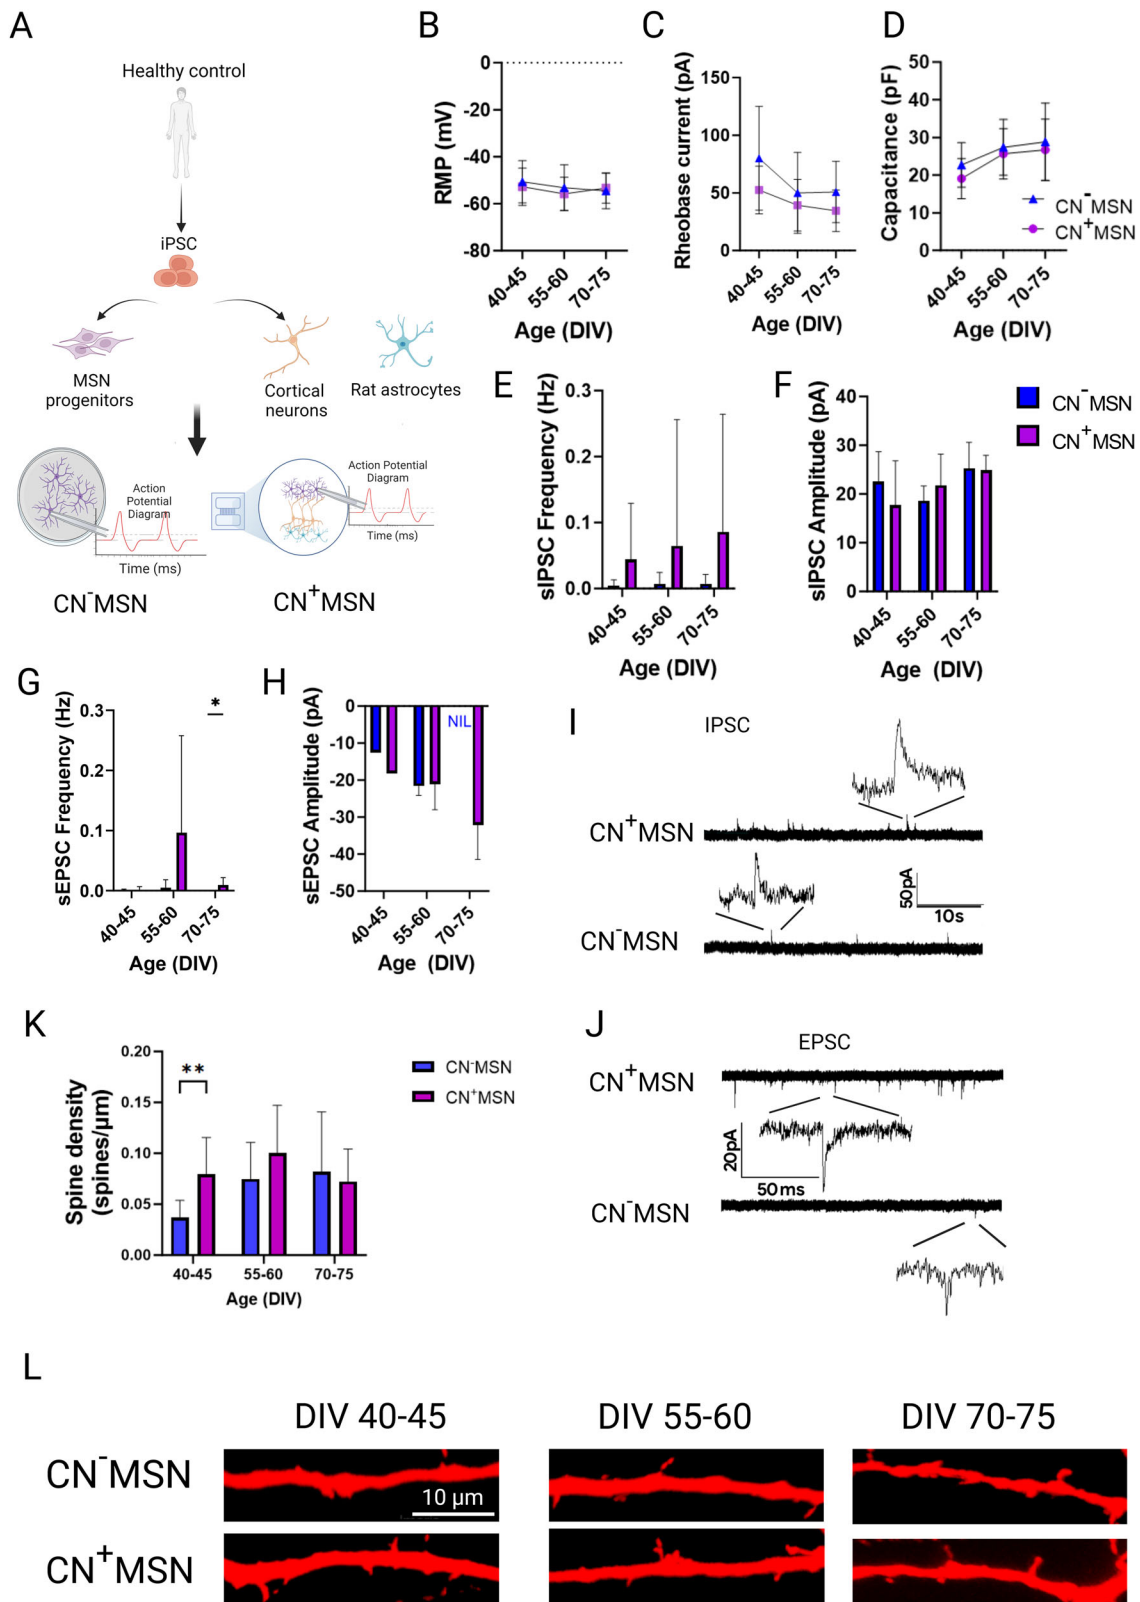 A
Healthy control
iPSC
MSN
progenitors
Cortical
neurons
Rat astrocytes
Action
Potential
Diagram
Time (ms)
Action Potential
Diagram
Time (ms)
CN⁻MSN
CN⁺MSN
B
RMP (mV)
0
-40
-60
-80
40-45
55-60
70-75
Age (DIV)
C
Rheobase current (pA)
150
100
50
0
40-45
55-60
70-75
Age (DIV)
D
Capacitance (pF)
50
40
30
20
10
0
CN⁻MSN
CN⁺MSN
40-45
55-60
70-75
Age (DIV)
E
sIPSC Frequency (Hz)
0.3
0.2
0.1
0.0
40-45
55-60
70-75
Age (DIV)
F
sIPSC Amplitude (pA)
40
30
20
10
0
40-45
55-60
70-75
Age (DIV)
CN⁻MSN
CN⁺MSN
G
sEPSC Frequency (Hz)
0.3
0.2
0.1
0.0
*
40-45
55-60
70-75
Age (DIV)
H
sEPSC Amplitude (pA)
0
-10
-20
-30
-40
-50
NIL
40-45
55-60
70-75
Age (DIV)
I
IPSC
CN⁺MSN
50pA
10s
CN⁻MSN
K
Spine density
(spines/µm)
0.20
0.15
0.10
0.05
0.00
**
40-45
55-60
70-75
Age (DIV)
CN⁻MSN
CN⁺MSN
J
EPSC
CN⁺MSN
20pA
50ms
CN⁻MSN
L
DIV 40-45
DIV 55-60
DIV 70-75
CN⁻MSN
10 µm
CN⁺MSN